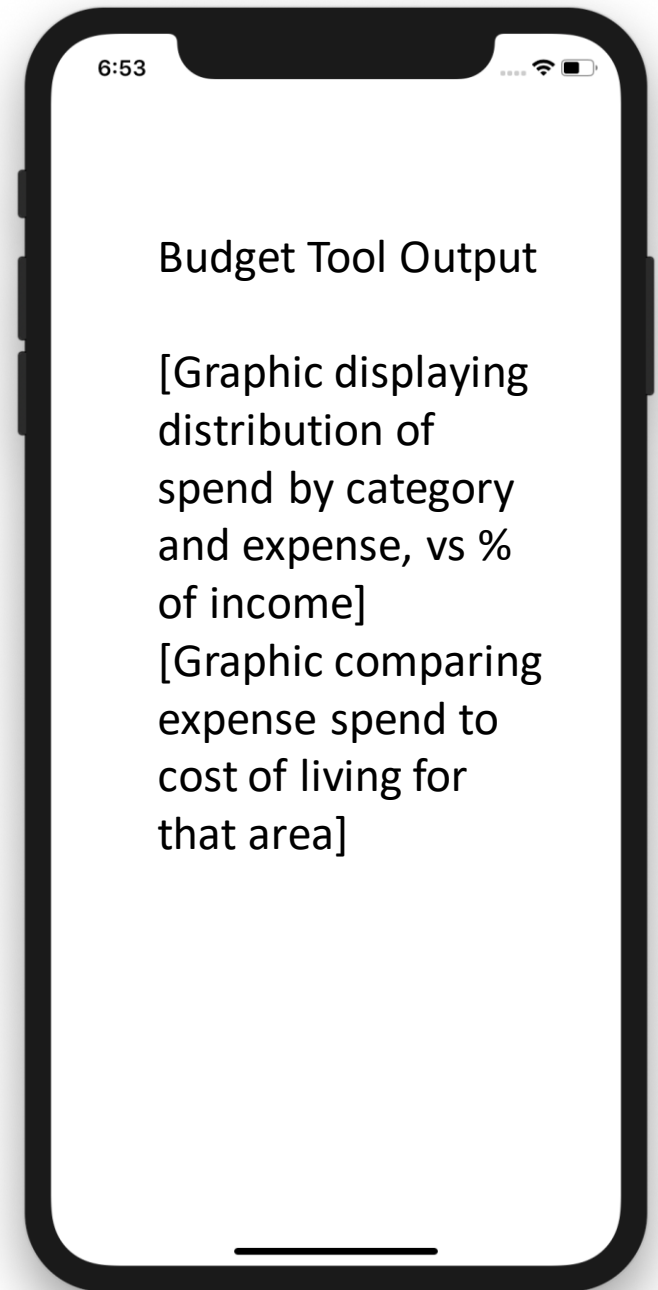 6:53
Budget Tool Output
[Graphic displaying
distribution of
spend by category
and expense, vs %
of income]
[Graphic comparing
expense spend to
cost of living for
that area]